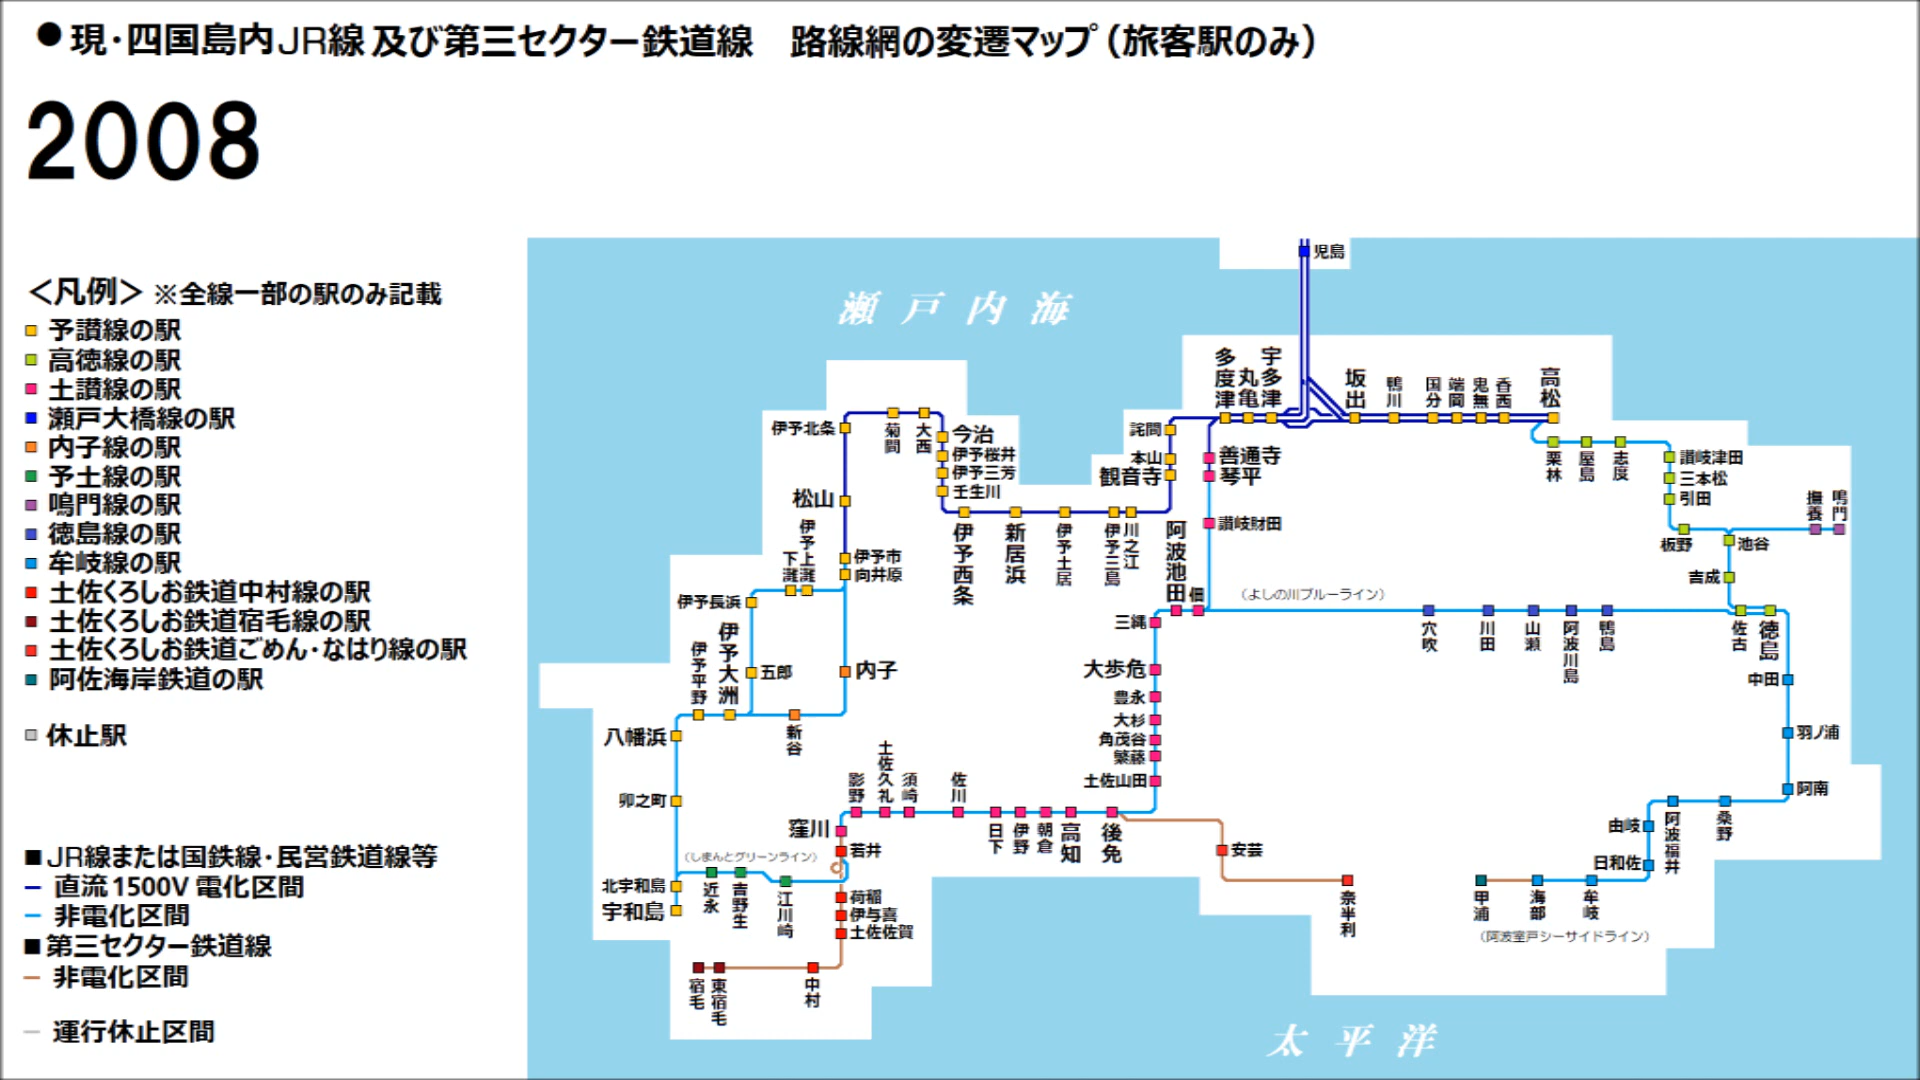 ●現・四国島内JR線及び第三セクター鉄道線　路線網の変遷マップ（旅客駅のみ）
2008
＜凡例＞※全線一部の駅のみ記載
予讃線の駅
高徳線の駅
土讃線の駅
瀬戸大橋線の駅
内子線の駅
予土線の駅
鳴門線の駅
徳島線の駅
牟岐線の駅
土佐くろしお鉄道中村線の駅
土佐くろしお鉄道宿毛線の駅
土佐くろしお鉄道ごめん・なはり線の駅
阿佐海岸鉄道の駅
休止駅
■JR線または国鉄線・民営鉄道線等
直流1500V電化区間
非電化区間
■第三セクター鉄道線
非電化区間
運行休止区間
瀬戸内海
児島
多度津
丸亀
宇多津
坂出
鴨川
国分
端岡
鬼無
香西
高松
栗林
屋島
志度
讃岐津田
三本松
引田
板野
池谷
撫養
鳴門
吉成
佐古
徳島
詫間
本山
観音寺
善通寺
琴平
讃岐財田
伊予北条
菊間
大西
今治
伊予桜井
伊予三芳
壬生川
伊予西条
新居浜
伊予土居
伊予三島
川之江
松山
伊予市
向井原
伊予上灘
下灘
伊予長浜
五郎
内子
新谷
伊予大洲
伊予平野
八幡浜
卯之町
北宇和島
宇和島
（しまんとグリーンライン）
近永
吉野生
江川崎
阿波池田
佃
三縄
大歩危
豊永
大杉
角茂谷
繁藤
土佐山田
後免
高知
朝倉
伊野
日下
佐川
須崎
土佐久礼
影野
窪川
若井
荷稲
伊与喜
土佐佐賀
中村
東宿毛
宿毛
安芸
奈半利
（よしの川ブルーライン）
穴吹
川田
山瀬
阿波川島
鴨島
中田
羽ノ浦
阿南
桑野
阿波福井
由岐
日和佐
牟岐
海部
甲浦
（阿波室戸シーサイドライン）
太平洋